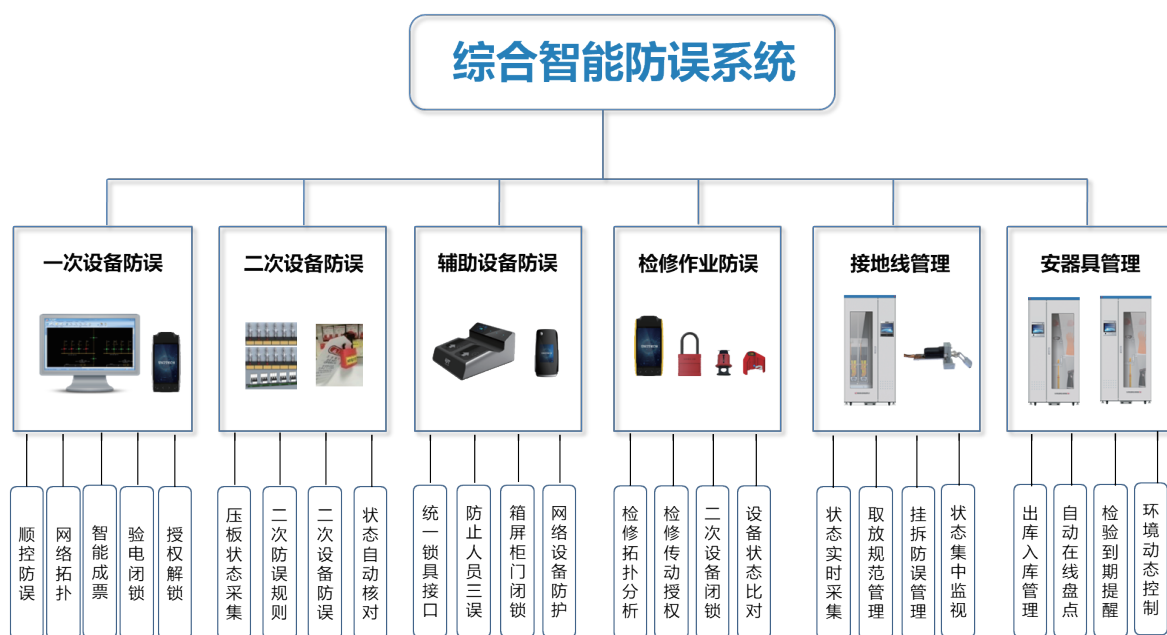 综合智能防误系统
一次设备防误
二次设备防误
辅助设备防误
检修作业防误
接地线管理
安器具管理
顺控防误
网络拓扑
智能成票
验电闭锁
授权解锁
压板状态采集
二次防误规则
二次设备防误
状态自动核对
统一锁具接口
防止人员三误
箱屏柜门闭锁
网络设备防护
检修拓扑分析
检修传动授权
二次设备闭锁
设备状态比对
状态实时采集
取放规范管理
挂拆防误管理
状态集中监视
出库入库管理
自动在线盘点
检验到期提醒
环境动态控制